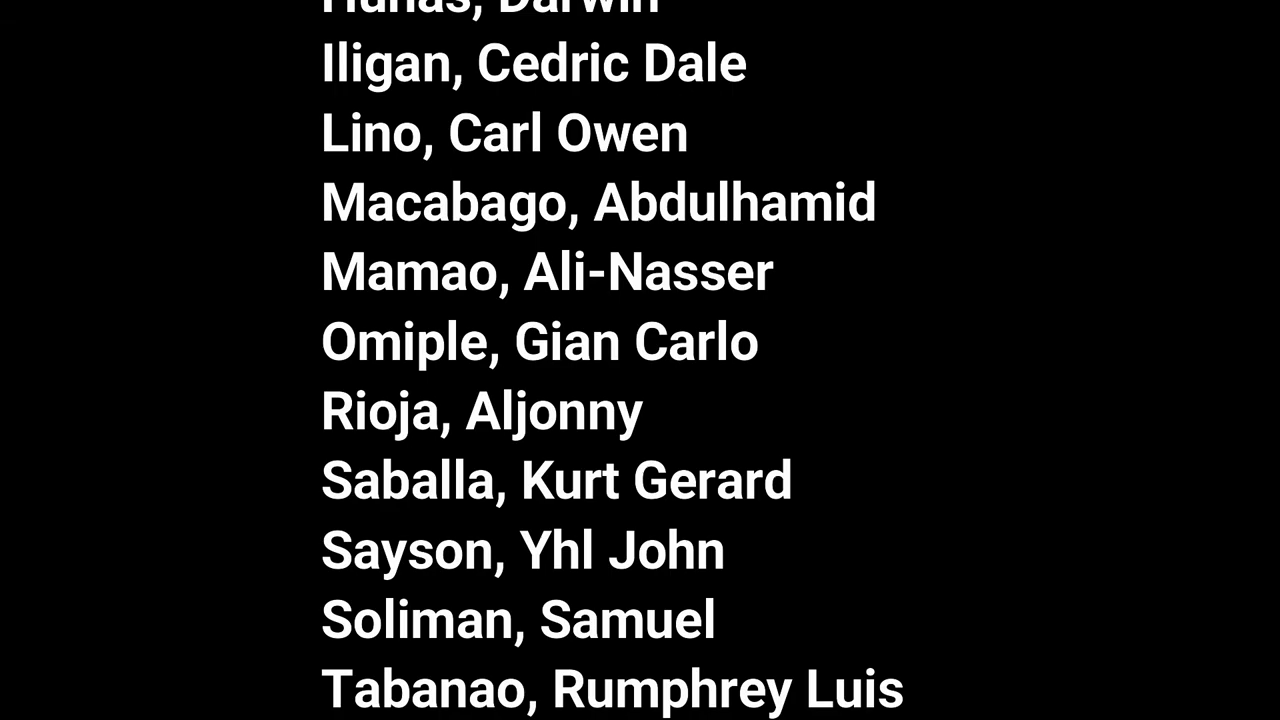 Darwin
Iligan, Cedric Dale
Lino, Carl Owen
Macabago, Abdulhamid
Mamao, Ali-Nasser
Omiple, Gian Carlo
Rioja, Aljonny
Saballa, Kurt Gerard
Sayson, Yhl John
Soliman, Samuel
Tabanao, Rumphrey Luis